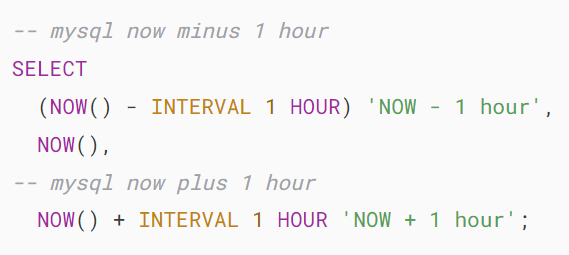 -- mysql now minus 1 hour
SELECT
(NOW() - INTERVAL 1 HOUR) 'NOW - 1 hour',
NOW(),
-- mysql now plus 1 hour
NOW() + INTERVAL 1 HOUR 'NOW + 1 hour';